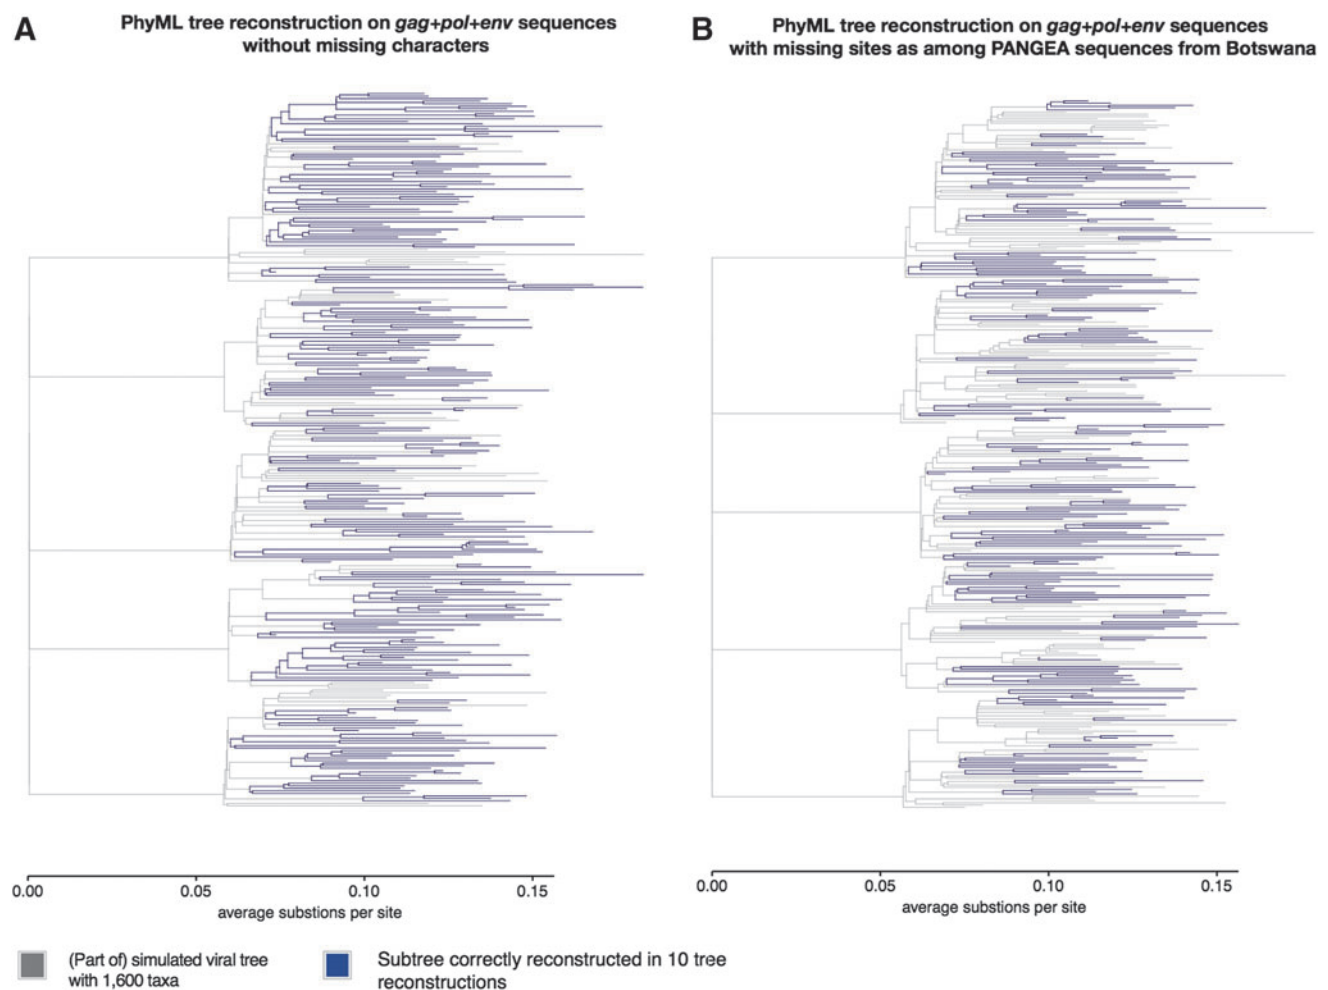 A
PhyML tree reconstruction on gag+pol+env sequences
without missing characters
B
PhyML tree reconstruction on gag+pol+env sequences
with missing sites as among PANGEA sequences from Botswana
0.00 0.05 0.10 0.15
average substions per site
0.00 0.05 0.10 0.15
average substions per site
(Part of) simulated viral tree
with 1,600 taxa
Subtree correctly reconstructed in 10 tree
reconstructions